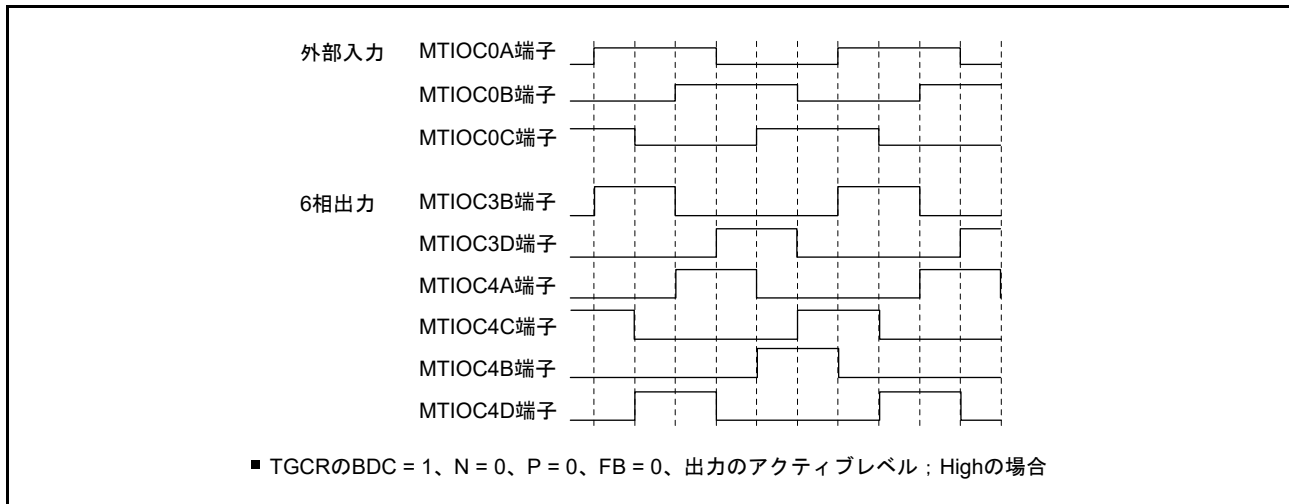 外部入力 MTIOC0A端子
MTIOC0B端子
MTIOC0C端子
6相出力 MTIOC3B端子
MTIOC3D端子
MTIOC4A端子
MTIOC4C端子
MTIOC4B端子
MTIOC4D端子
■ TGCRのBDC = 1、N = 0、P = 0、FB = 0、出力のアクティブレベル；Highの場合